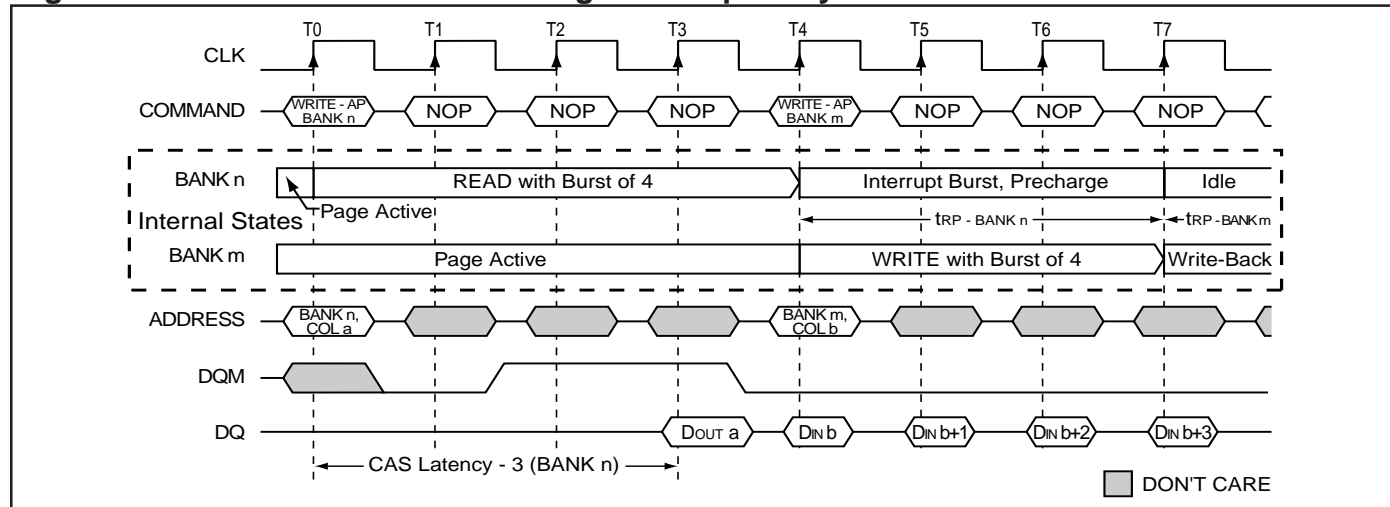 T0 T1 T2 T3 T4 T5 T6 T7
CLK
COMMAND WRITE - AP BANK n NOP NOP NOP WRITE - AP BANK m NOP NOP NOP
BANK n READ with Burst of 4 Interrupt Burst, Precharge Idle
Internal States Page Active tRP - BANK n tRP - BANK m
BANK m Page Active WRITE with Burst of 4 Write-Back
ADDRESS BANK n, COL a BANK m, COL b
DQM
DQ DOUT a DIN b DIN b+1 DIN b+2 DIN b+3
CAS Latency - 3 (BANK n)
DON'T CARE